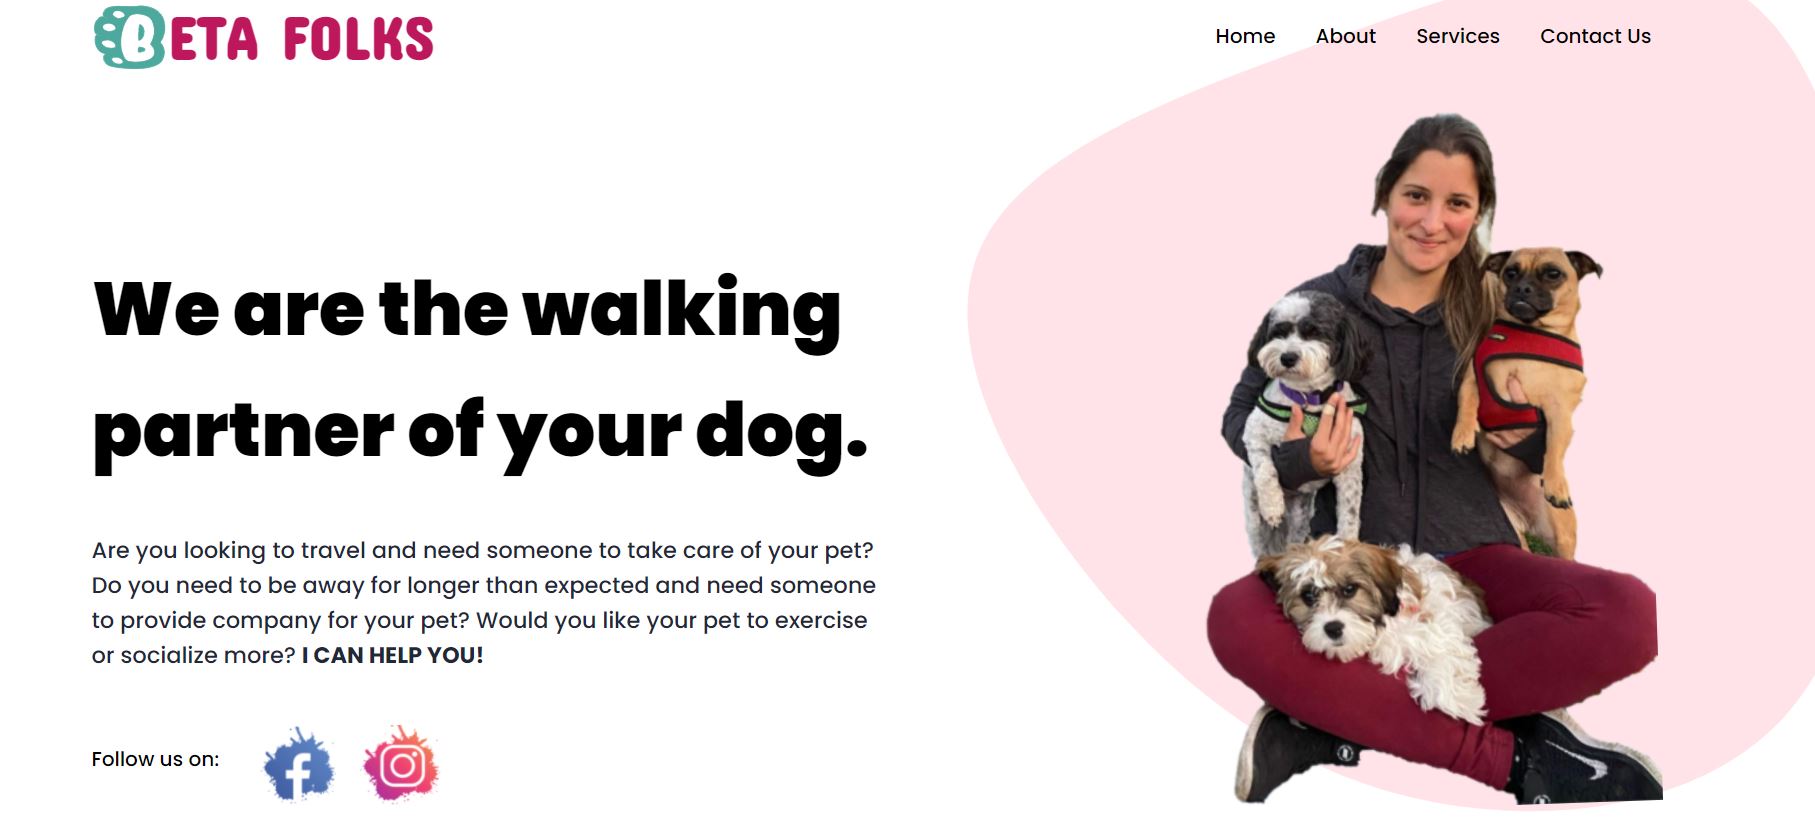 BETA FOLKS
Home About Services Contact Us
We are the walking
partner of your dog.
Are you looking to travel and need someone to take care of your pet?
Do you need to be away for longer than expected and need someone
to provide company for your pet? Would you like your pet to exercise
or socialize more? I CAN HELP YOU!
Follow us on: